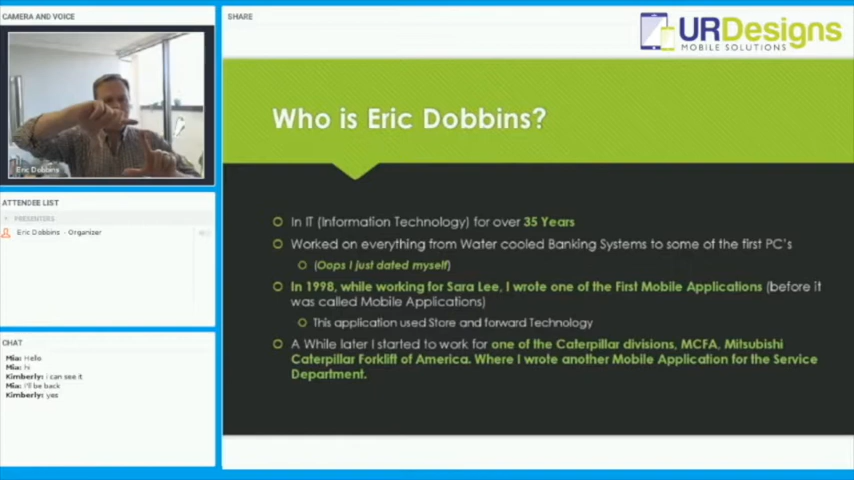 CAMERA AND VOICE
Eric Dobbins
ATTENDEE LIST
PRESENTERS
Eric Dobbins - Organizer
CHAT
Mia: Hello
Mia: hi
Kimberly: i can see it
Mia: I'll be back
Kimberly: yes
SHARE
URDesigns
MOBILE SOLUTIONS
Who is Eric Dobbins?
In IT (Information Technology) for over 35 Years
Worked on everything from Water cooled Banking Systems to some of the first PC's
(Oops I just dated myself)
In 1998, while working for Sara Lee, I wrote one of the First Mobile Applications (before it
was called Mobile Applications)
This application used Store and forward Technology
A While later I started to work for one of the Caterpillar divisions, MCFA, Mitsubishi
Caterpillar Forklift of America. Where I wrote another Mobile Application for the Service
Department.